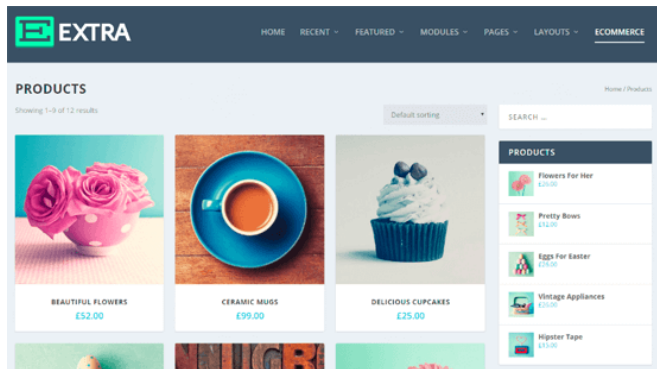 EXTRA
HOME RECENT FEATURED MODULES PAGES LAYOUTS ECOMMERCE
PRODUCTS
Home / Products
Showing 1–9 of 12 results
Default sorting
SEARCH ...
PRODUCTS
Flowers For Her
Pretty Bows
Eggs For Easter
Vintage Appliances
Hipster Tape
BEAUTIFUL FLOWERS
£52.00
CERAMIC MUGS
£99.00
DELICIOUS CUPCAKES
£25.00